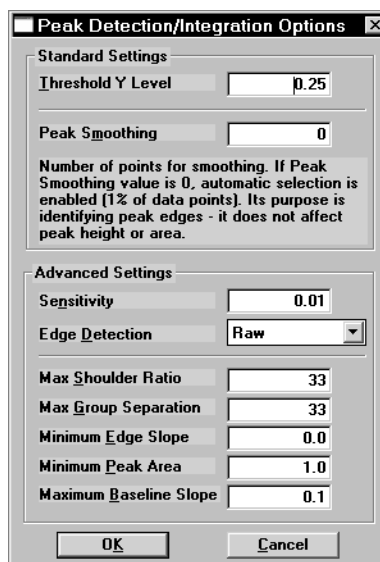 Peak Detection/Integration Options
Standard Settings
Threshold Y Level 0.25
Peak Smoothing 0
Number of points for smoothing. If Peak
Smoothing value is 0, automatic selection is
enabled (1% of data points). Its purpose is
identifying peak edges - it does not affect
peak height or area.
Advanced Settings
Sensitivity 0.01
Edge Detection Raw
Max Shoulder Ratio 33
Max Group Separation 33
Minimum Edge Slope 0.0
Minimum Peak Area 1.0
Maximum Baseline Slope 0.1
OK Cancel